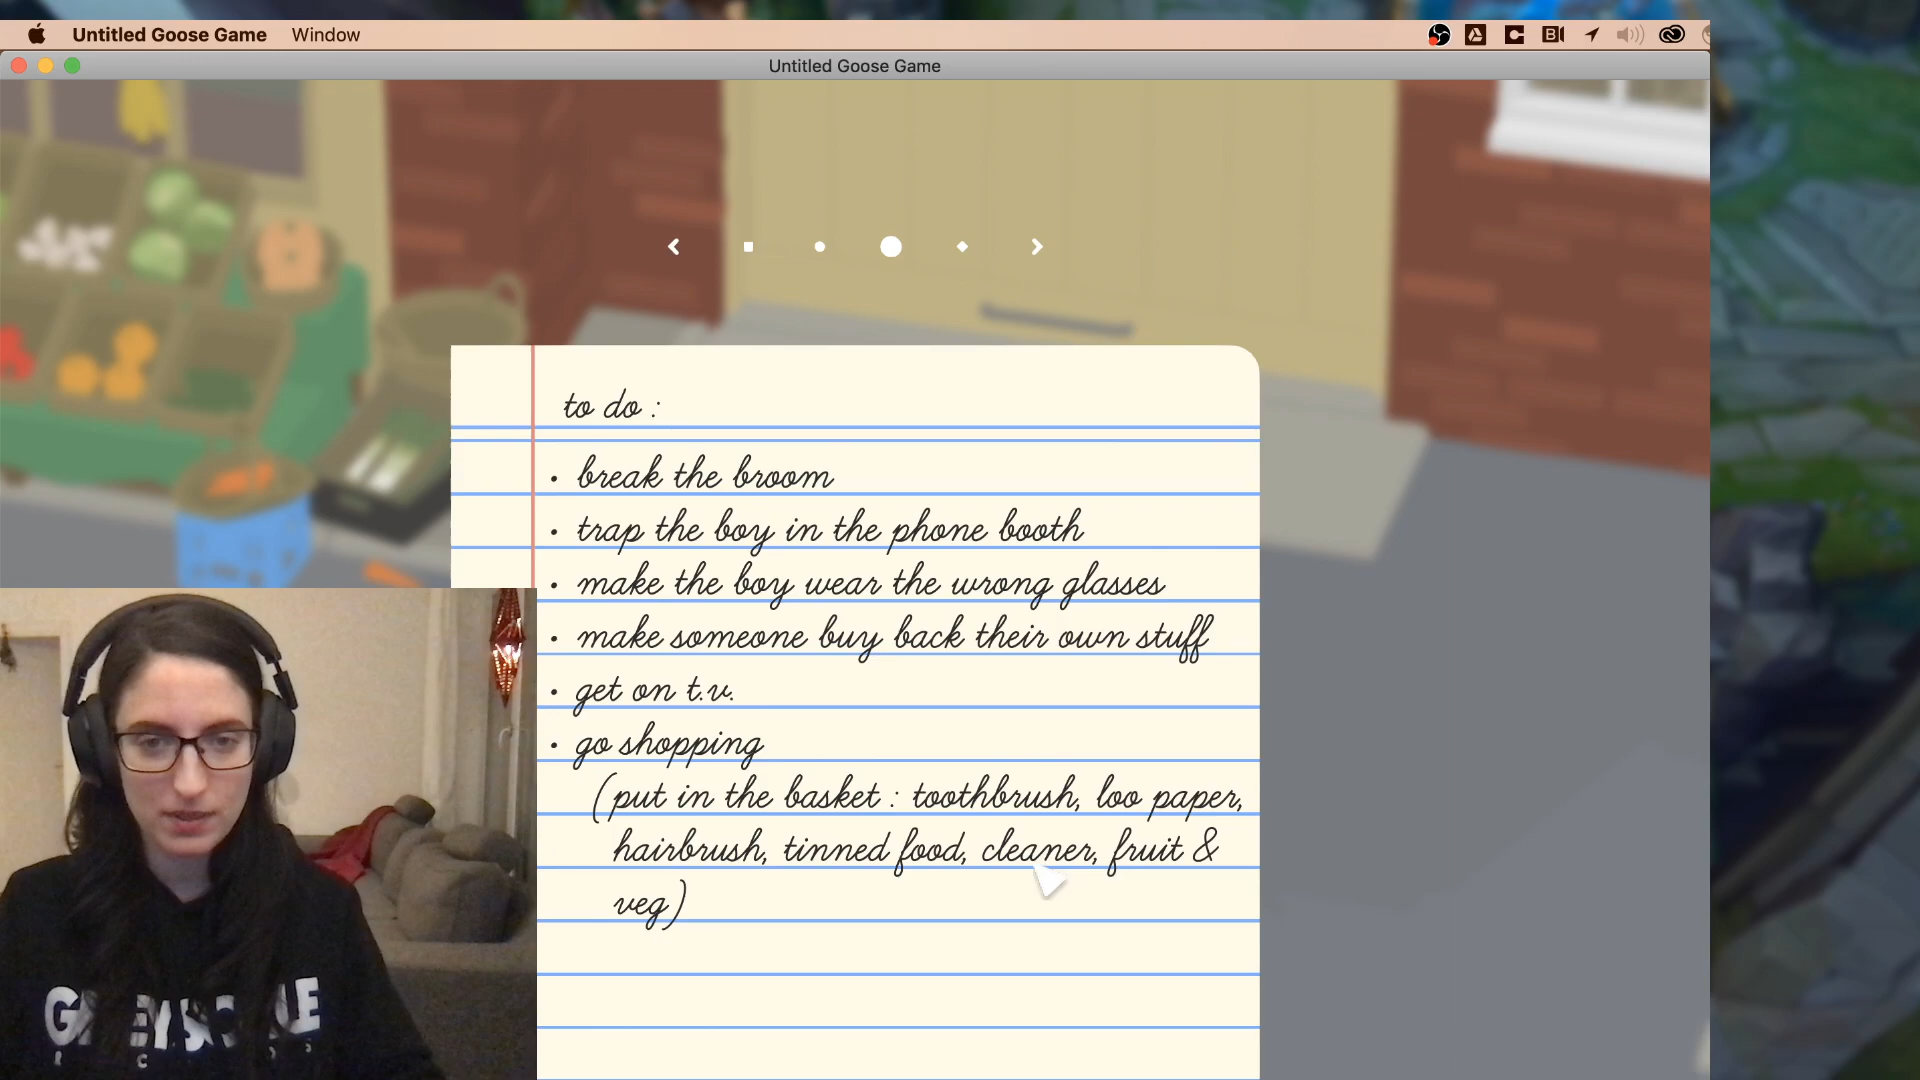 Untitled Goose Game Window
Untitled Goose Game
to do :
• break the broom
• trap the boy in the phone booth
• make the boy wear the wrong glasses
• make someone buy back their own stuff
• get on t.v.
• go shopping
(put in the basket : toothbrush, loo paper,
hairbrush, tinned food, cleaner, fruit &
veg)